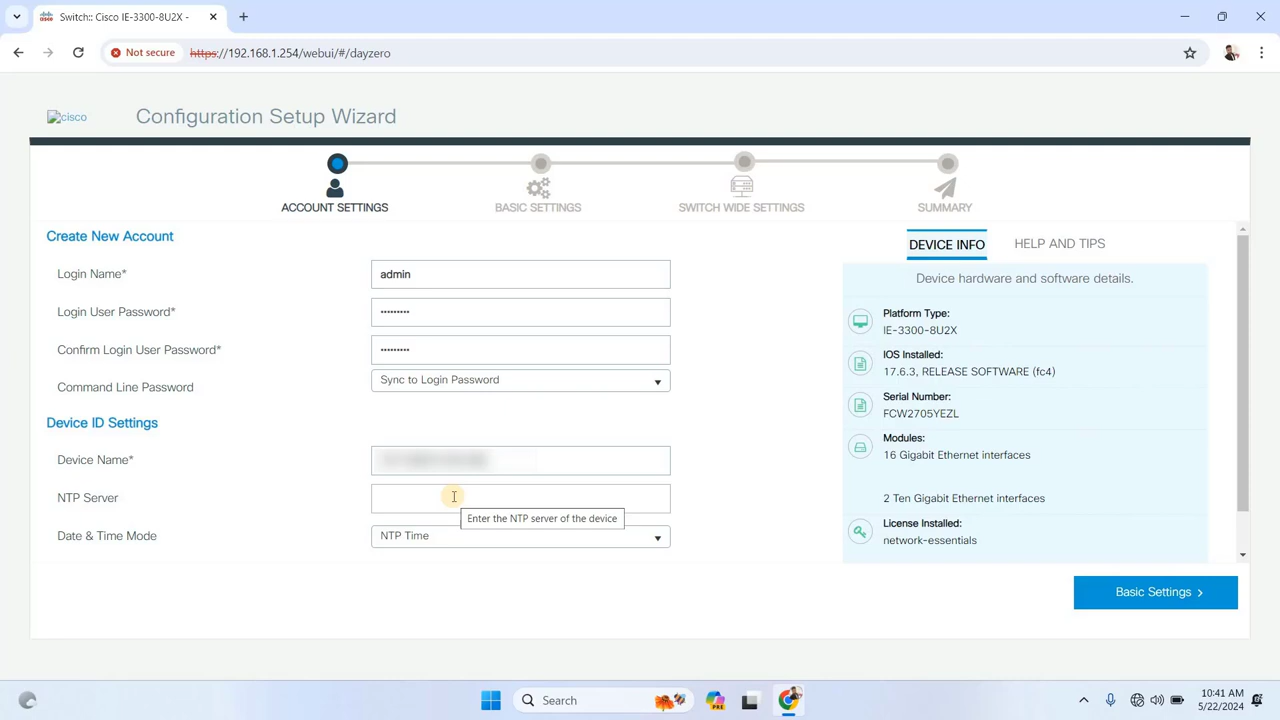 Switch:: Cisco IE-3300-8U2X -
Not secure
https://192.168.1.254/webui/#/dayzero
cisco
Configuration Setup Wizard
ACCOUNT SETTINGS
BASIC SETTINGS
SWITCH WIDE SETTINGS
SUMMARY
Create New Account
Login Name*
admin
Login User Password*
Confirm Login User Password*
Command Line Password
Sync to Login Password
Device ID Settings
Device Name*
NTP Server
Enter the NTP server of the device
Date & Time Mode
NTP Time
DEVICE INFO
HELP AND TIPS
Device hardware and software details.
Platform Type:
IE-3300-8U2X
IOS Installed:
17.6.3, RELEASE SOFTWARE (fc4)
Serial Number:
FCW2705YEZL
Modules:
16 Gigabit Ethernet interfaces
2 Ten Gigabit Ethernet interfaces
License Installed:
network-essentials
Basic Settings
Search
PRE
10:41 AM
5/22/2024